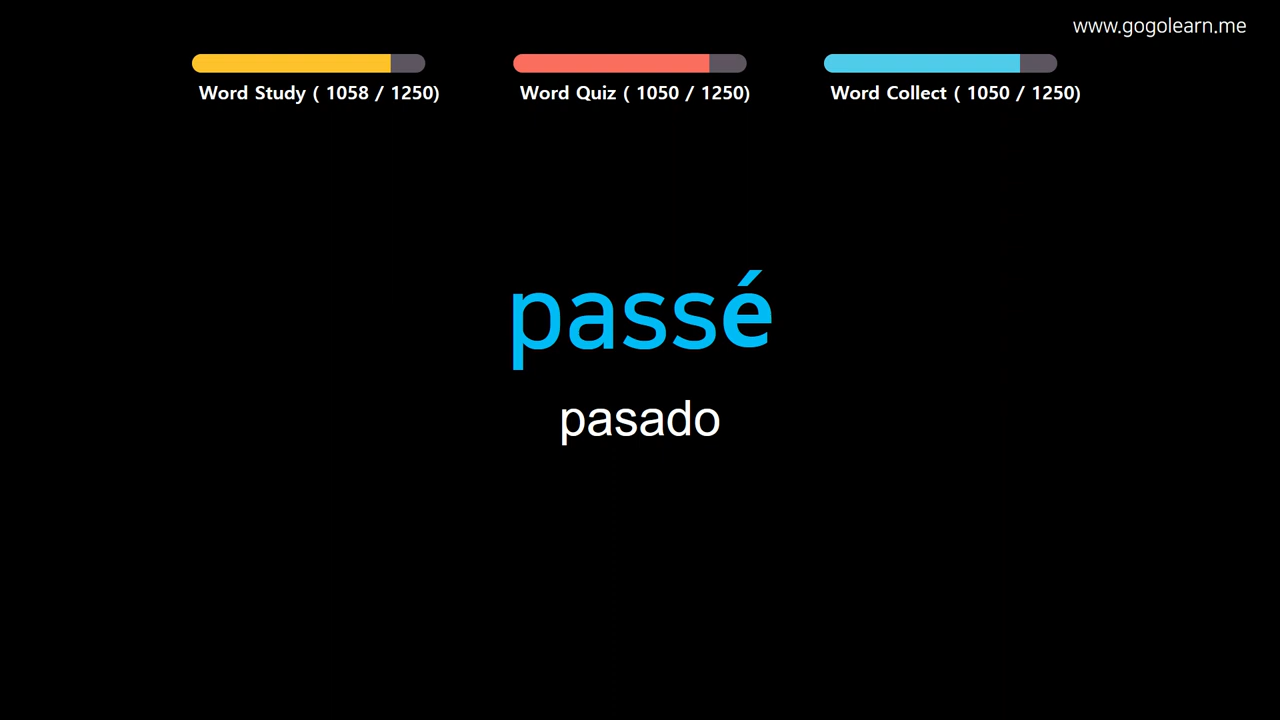 www.gogolearn.me
Word Study ( 1058 / 1250)
Word Quiz ( 1050 / 1250)
Word Collect ( 1050 / 1250)
passé
pasado